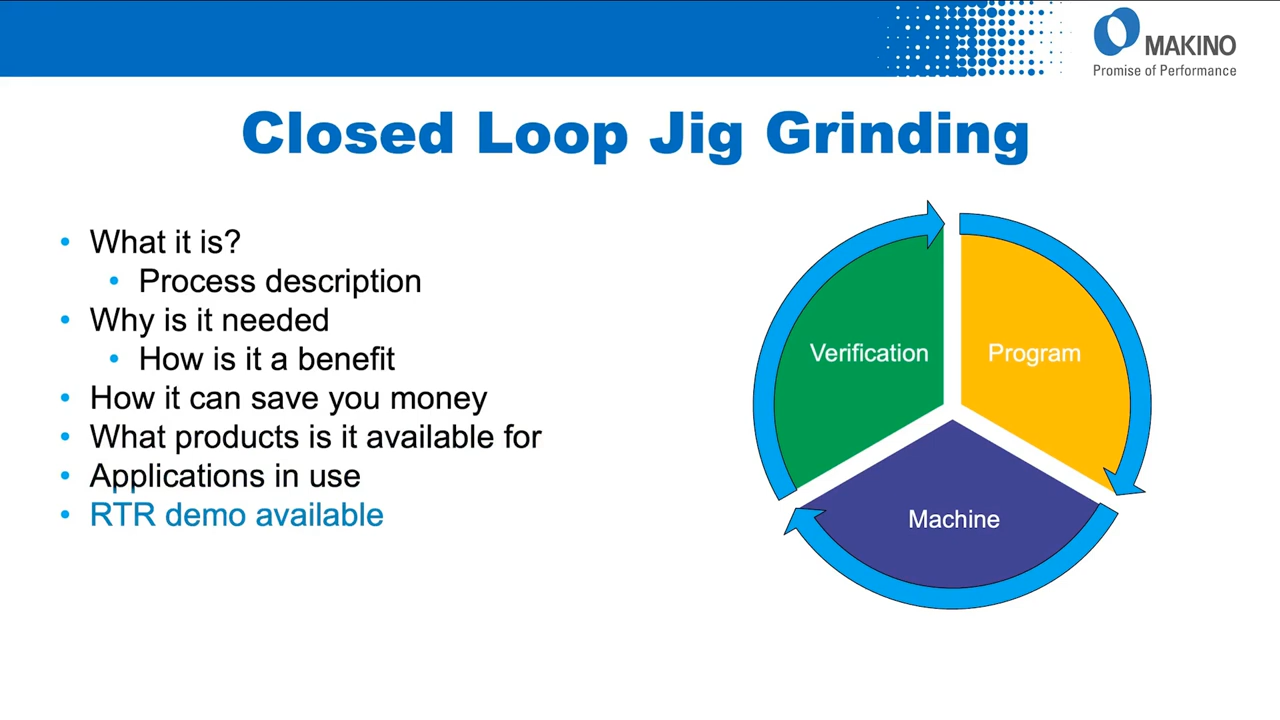 MAKINO
Promise of Performance
Closed Loop Jig Grinding
• What it is?
• Process description
• Why is it needed
• How is it a benefit
• How it can save you money
• What products is it available for
• Applications in use
• RTR demo available
Verification
Program
Machine